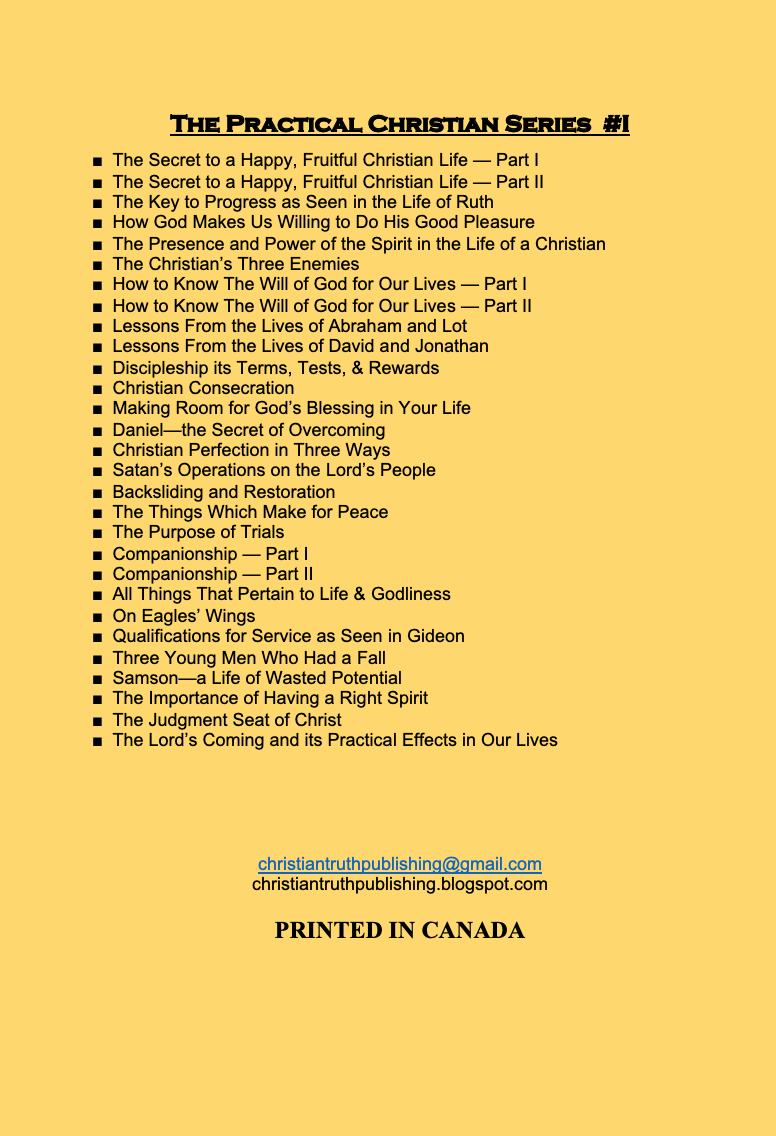 The Practical Christian Series #I
■ The Secret to a Happy, Fruitful Christian Life — Part I
■ The Secret to a Happy, Fruitful Christian Life — Part II
■ The Key to Progress as Seen in the Life of Ruth
■ How God Makes Us Willing to Do His Good Pleasure
■ The Presence and Power of the Spirit in the Life of a Christian
■ The Christian’s Three Enemies
■ How to Know The Will of God for Our Lives — Part I
■ How to Know The Will of God for Our Lives — Part II
■ Lessons From the Lives of Abraham and Lot
■ Lessons From the Lives of David and Jonathan
■ Discipleship its Terms, Tests, & Rewards
■ Christian Consecration
■ Making Room for God’s Blessing in Your Life
■ Daniel—the Secret of Overcoming
■ Christian Perfection in Three Ways
■ Satan’s Operations on the Lord’s People
■ Backsliding and Restoration
■ The Things Which Make for Peace
■ The Purpose of Trials
■ Companionship — Part I
■ Companionship — Part II
■ All Things That Pertain to Life & Godliness
■ On Eagles’ Wings
■ Qualifications for Service as Seen in Gideon
■ Three Young Men Who Had a Fall
■ Samson—a Life of Wasted Potential
■ The Importance of Having a Right Spirit
■ The Judgment Seat of Christ
■ The Lord’s Coming and its Practical Effects in Our Lives
christiantruthpublishing@gmail.com
christiantruthpublishing.blogspot.com
PRINTED IN CANADA